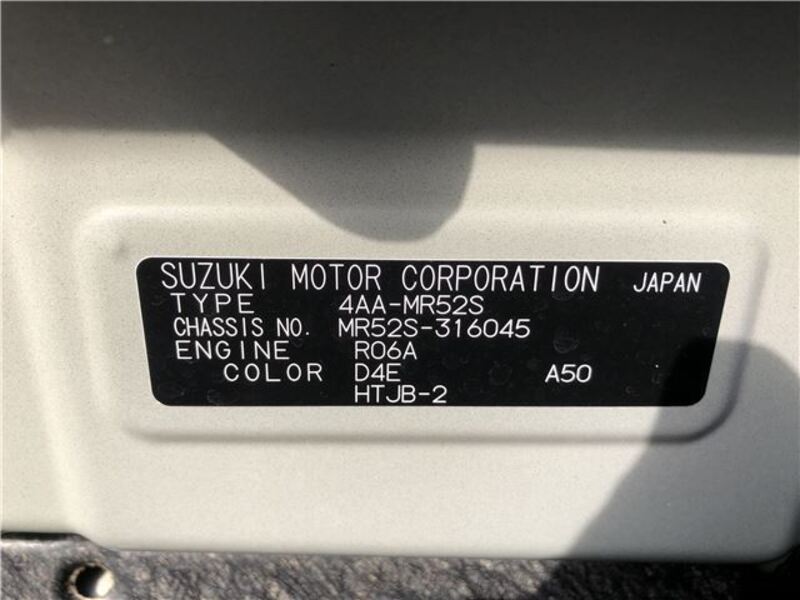 SUZUKI MOTOR CORPORATION JAPAN
TYPE 4AA-MR52S
CHASSIS NO. MR52S-316045
ENGINE R06A
COLOR D4E A50
HTJB-2